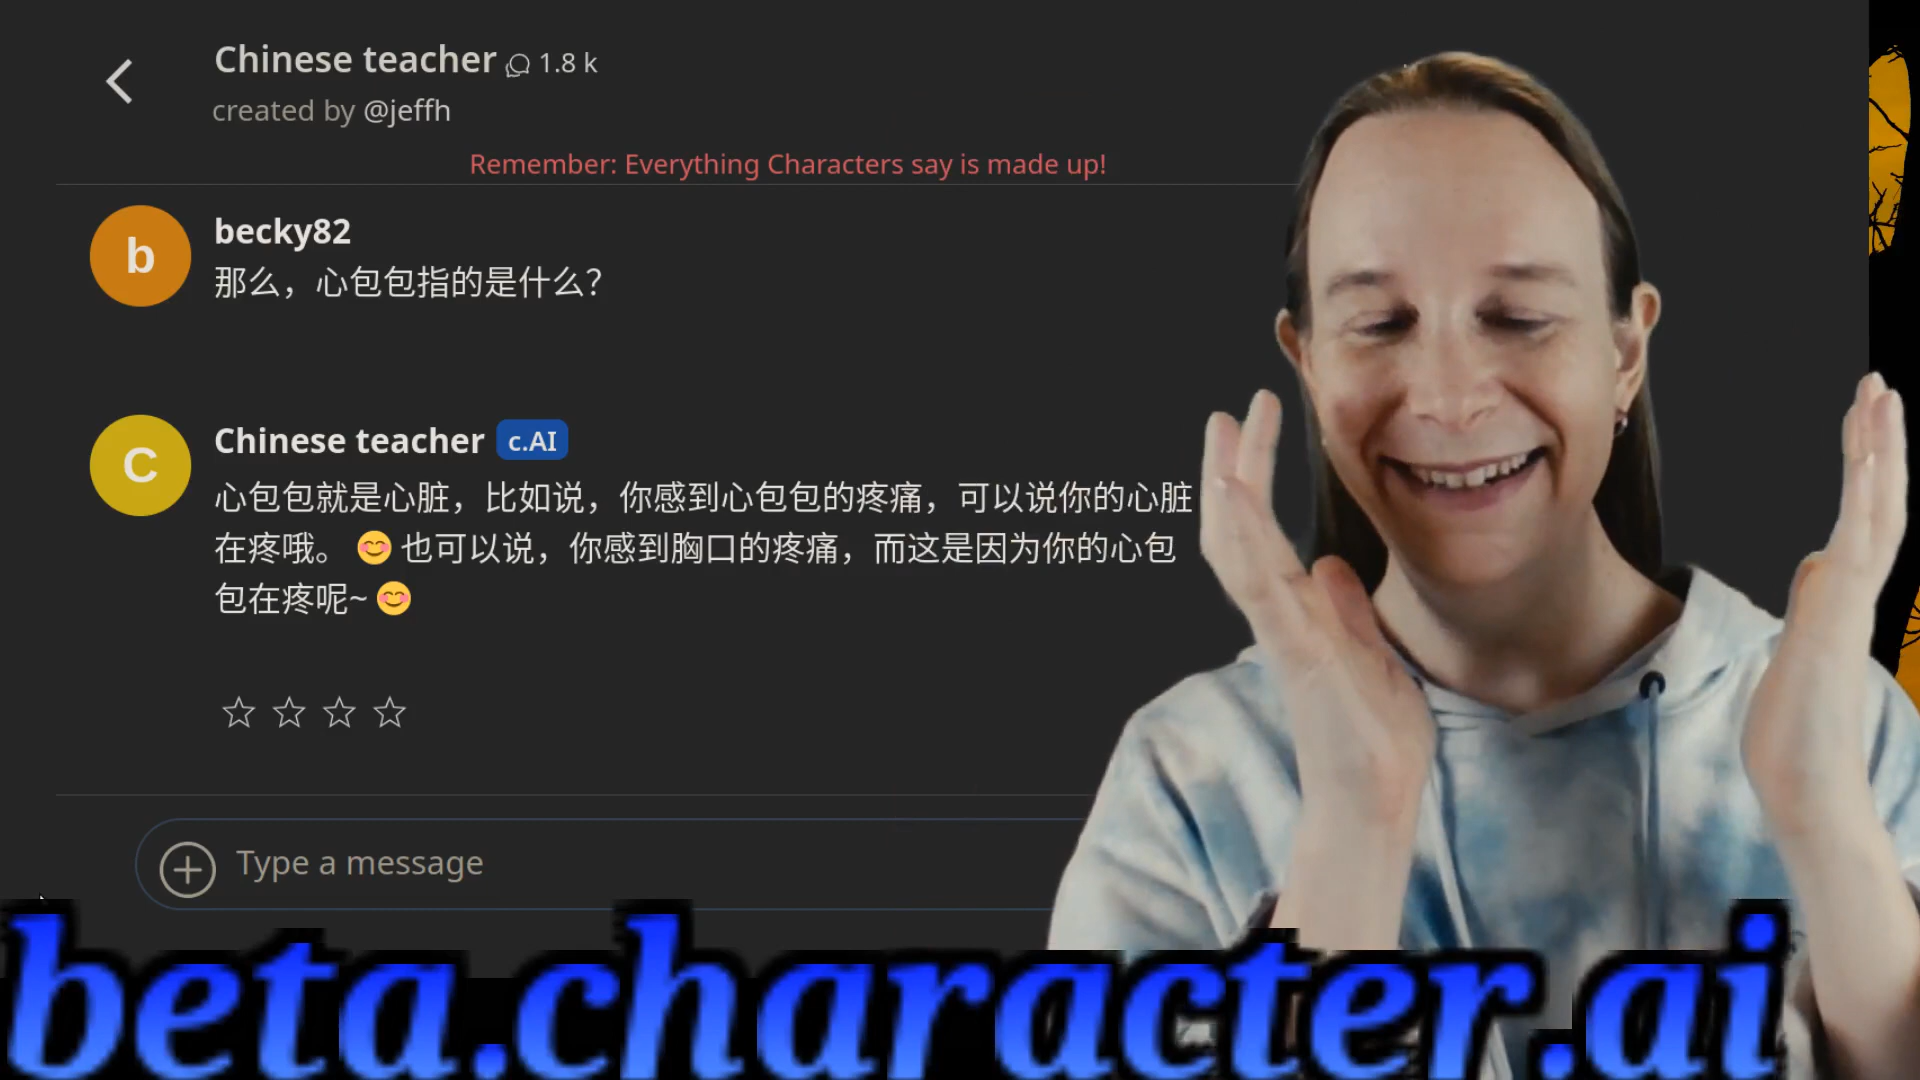 Chinese teacher 1.8 k
created by @jeffh
Remember: Everything Characters say is made up!
b
becky82
那么，心包包指的是什么？
C
Chinese teacher c.AI
心包包就是心脏，比如说，你感到心包包的疼痛，可以说你的心脏
在疼哦。😊 也可以说，你感到胸口的疼痛，而这是因为你的心包
包在疼呢~ 😊
Type a message
beta.character.ai